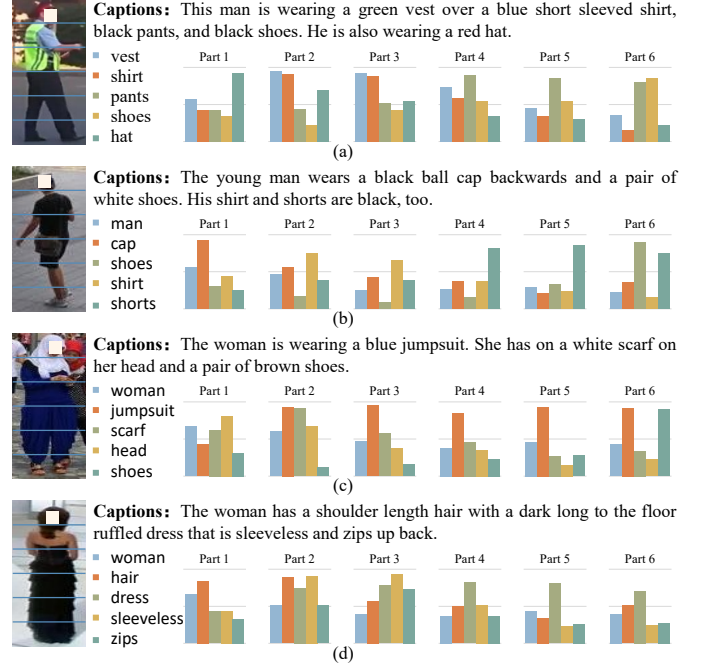 Captions: This man is wearing a green vest over a blue short sleeved shirt,
black pants, and black shoes. He is also wearing a red hat.
vest
shirt
pants
shoes
hat
Part 1 Part 2 Part 3 Part 4 Part 5 Part 6
(a)
Captions: The young man wears a black ball cap backwards and a pair of
white shoes. His shirt and shorts are black, too.
man
cap
shoes
shirt
shorts
Part 1 Part 2 Part 3 Part 4 Part 5 Part 6
(b)
Captions: The woman is wearing a blue jumpsuit. She has on a white scarf on
her head and a pair of brown shoes.
woman
jumpsuit
scarf
head
shoes
Part 1 Part 2 Part 3 Part 4 Part 5 Part 6
(c)
Captions: The woman has a shoulder length hair with a dark long to the floor
ruffled dress that is sleeveless and zips up back.
woman
hair
dress
sleeveless
zips
Part 1 Part 2 Part 3 Part 4 Part 5 Part 6
(d)